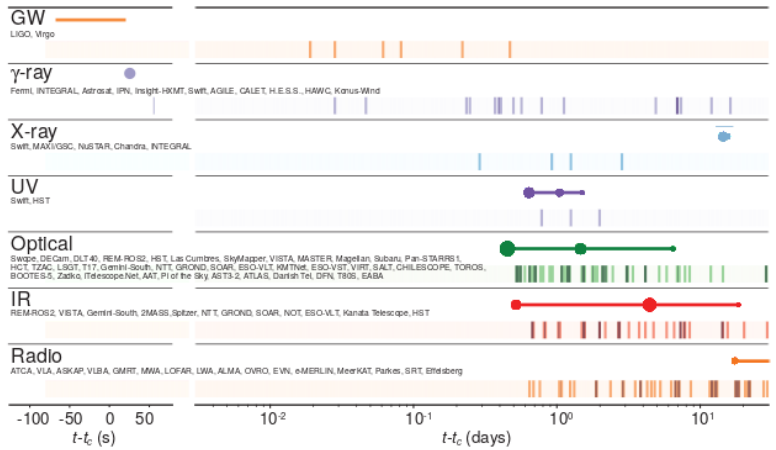 GW
LIGO, Virgo
γ-ray
Fermi, INTEGRAL, Astrosat, IPN, Insight-HXMT, Swift, AGILE, CALET, H.E.S.S., HAWC, Konus-Wind
X-ray
Swift, MAXI/GSC, NuSTAR, Chandra, INTEGRAL
UV
Swift, HST
Optical
Swope, DECam, DLT40, REM-ROS2, HST, Las Cumbres, SkyMapper, VISTA, MASTER, Magellan, Subaru, Pan-STARRS1,
HCT, TZAC, LSGT, T17, Gemini-South, NTT, GROND, SOAR, ESO-VLT, KMTNet, ESO-VST, VIRT, SALT, CHILESCOPE, TOROS,
BOOTES-5, Zadko, iTelescope.Net, AAT, Pi of the Sky, AST3-2, ATLAS, Danish Tel, DFN, T80S, EABA
IR
REM-ROS2, VISTA, Gemini-South, 2MASS,Spitzer, NTT, GROND, SOAR, NOT, ESO-VLT, Kanata Telescope, HST
Radio
ATCA, VLA, ASKAP, VLBA, GMRT, MWA, LOFAR, LWA, ALMA, OVRO, EVN, e-MERLIN, MeerKAT, Parkes, SRT, Effelsberg
-100 -50 0 50 10⁻² 10⁻¹ 10⁰ 10¹
t-tc (s) t-tc (days)